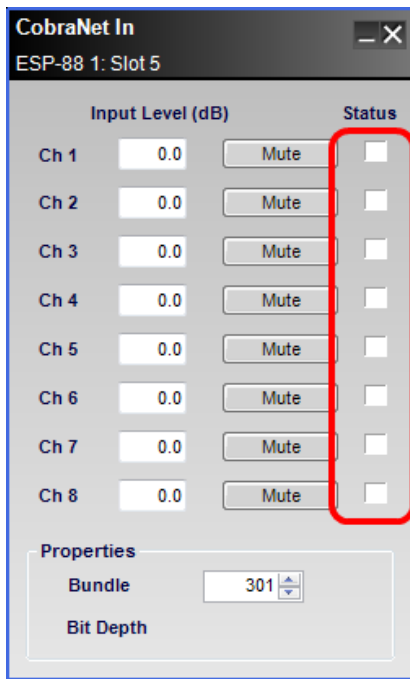 CobraNet In
ESP-88 1: Slot 5
Input Level (dB) Status
Ch 1 0.0 Mute
Ch 2 0.0 Mute
Ch 3 0.0 Mute
Ch 4 0.0 Mute
Ch 5 0.0 Mute
Ch 6 0.0 Mute
Ch 7 0.0 Mute
Ch 8 0.0 Mute
Properties
Bundle 301
Bit Depth